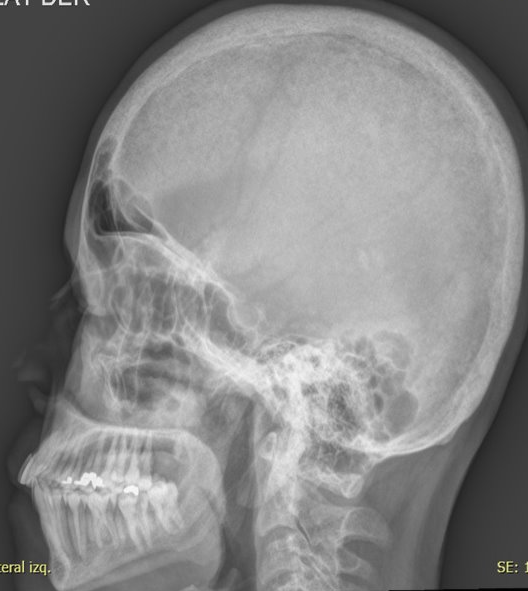 LAT DER
teral izq.
SE: 1